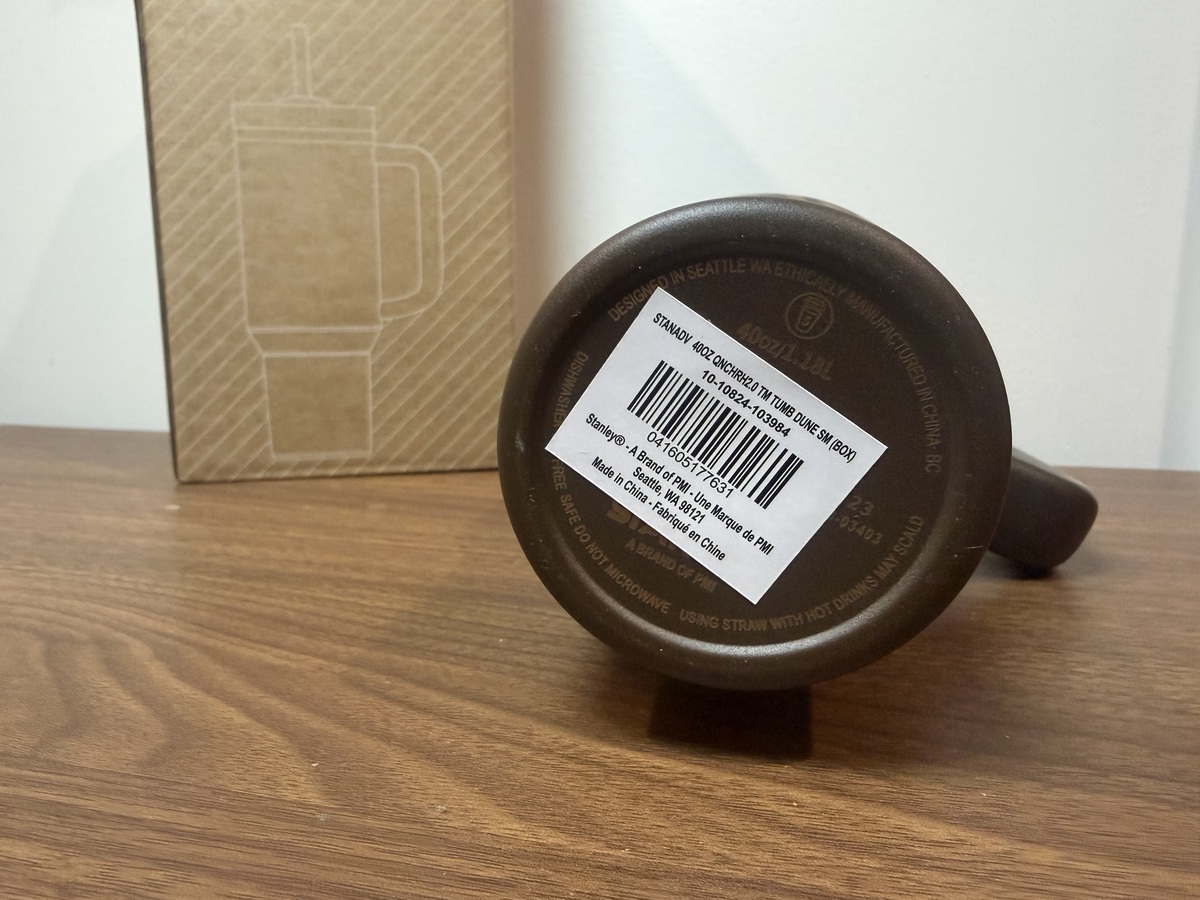 DESIGNED IN SEATTLE WA ETHICALLY MANUFACTURED IN CHINA BC
40oz/1.18L
STANADV 40OZ QNCHRH2.0 TM TUMB DUNE SM (BOX)
10-10824-103984
041605177631
Stanley® - A Brand of PMI - Une Marque de PMI
Seattle, WA 98121
Made in China - Fabriqué en Chine
A BRAND OF PMI
DISHWASHER
SAFE DO NOT MICROWAVE USING STRAW WITH HOT DRINKS MAY SCALD